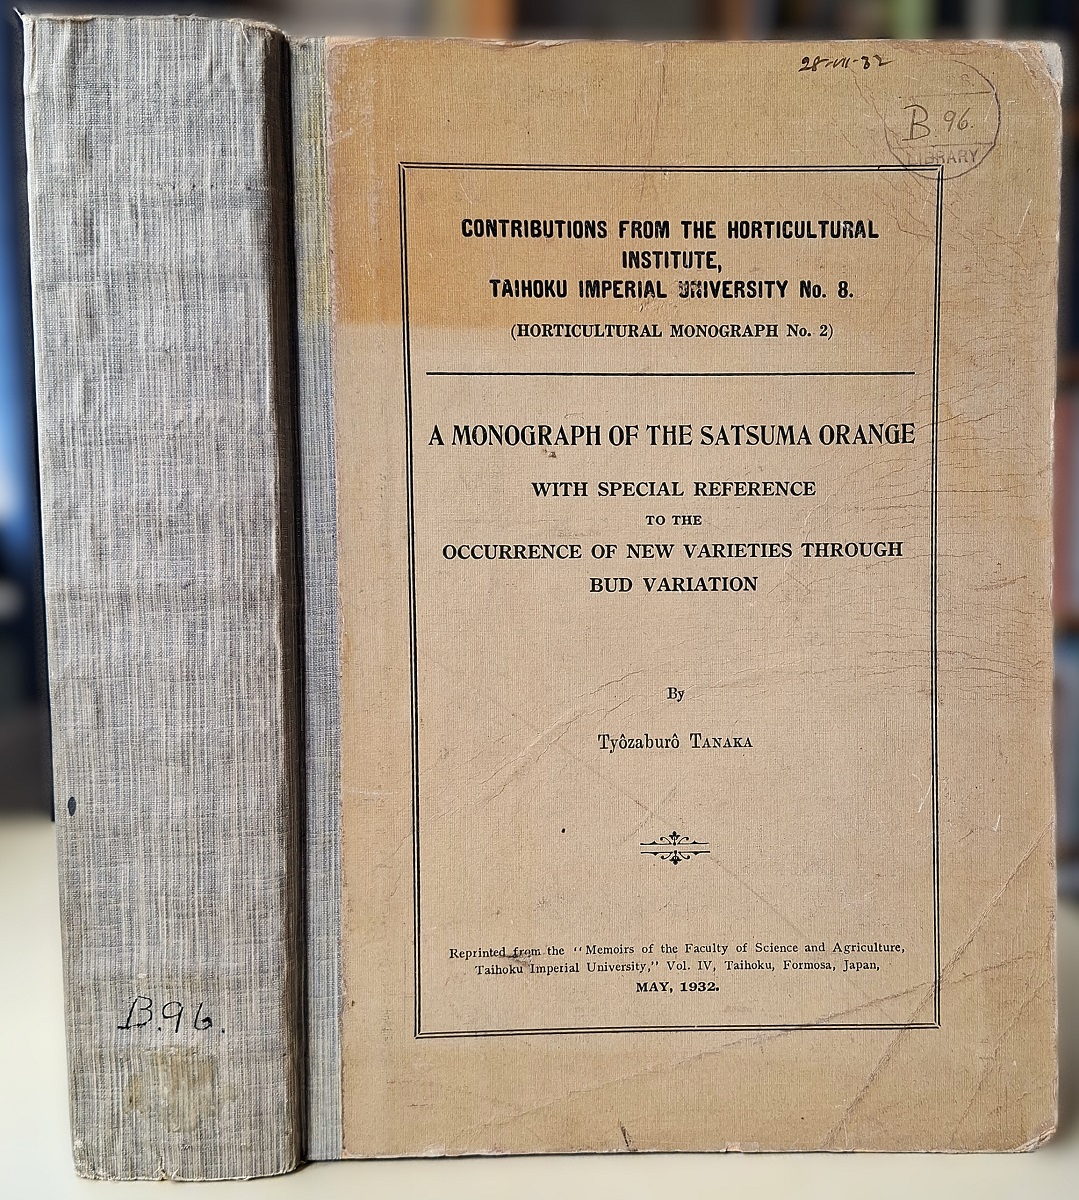 28-VII-32
B 96.
LIBRARY
CONTRIBUTIONS FROM THE HORTICULTURAL
INSTITUTE,
TAIHOKU IMPERIAL UNIVERSITY No. 8.
(HORTICULTURAL MONOGRAPH No. 2)
A MONOGRAPH OF THE SATSUMA ORANGE
WITH SPECIAL REFERENCE
TO THE
OCCURRENCE OF NEW VARIETIES THROUGH
BUD VARIATION
By
Tyôzaburô TANAKA
Reprinted from the “Memoirs of the Faculty of Science and Agriculture,
Taihoku Imperial University,” Vol. IV, Taihoku, Formosa, Japan,
MAY, 1932.
B.96.